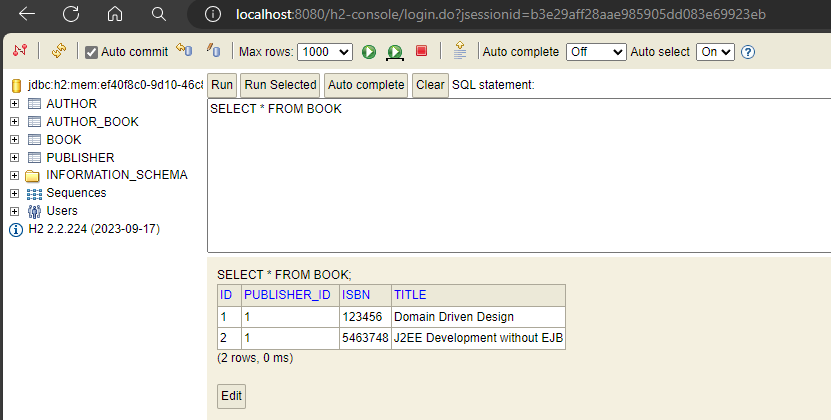 localhost:8080/h2-console/login.do?jsessionid=b3e29aff28aae985905dd083e69923eb
Auto commit Max rows: 1000 Auto complete Off Auto select On
jdbc:h2:mem:ef40f8c0-9d10-46c8
AUTHOR
AUTHOR_BOOK
BOOK
PUBLISHER
INFORMATION_SCHEMA
Sequences
Users
H2 2.2.224 (2023-09-17)
Run Run Selected Auto complete Clear SQL statement:
SELECT * FROM BOOK
SELECT * FROM BOOK;
ID PUBLISHER_ID ISBN TITLE
1 1 123456 Domain Driven Design
2 1 5463748 J2EE Development without EJB
(2 rows, 0 ms)
Edit